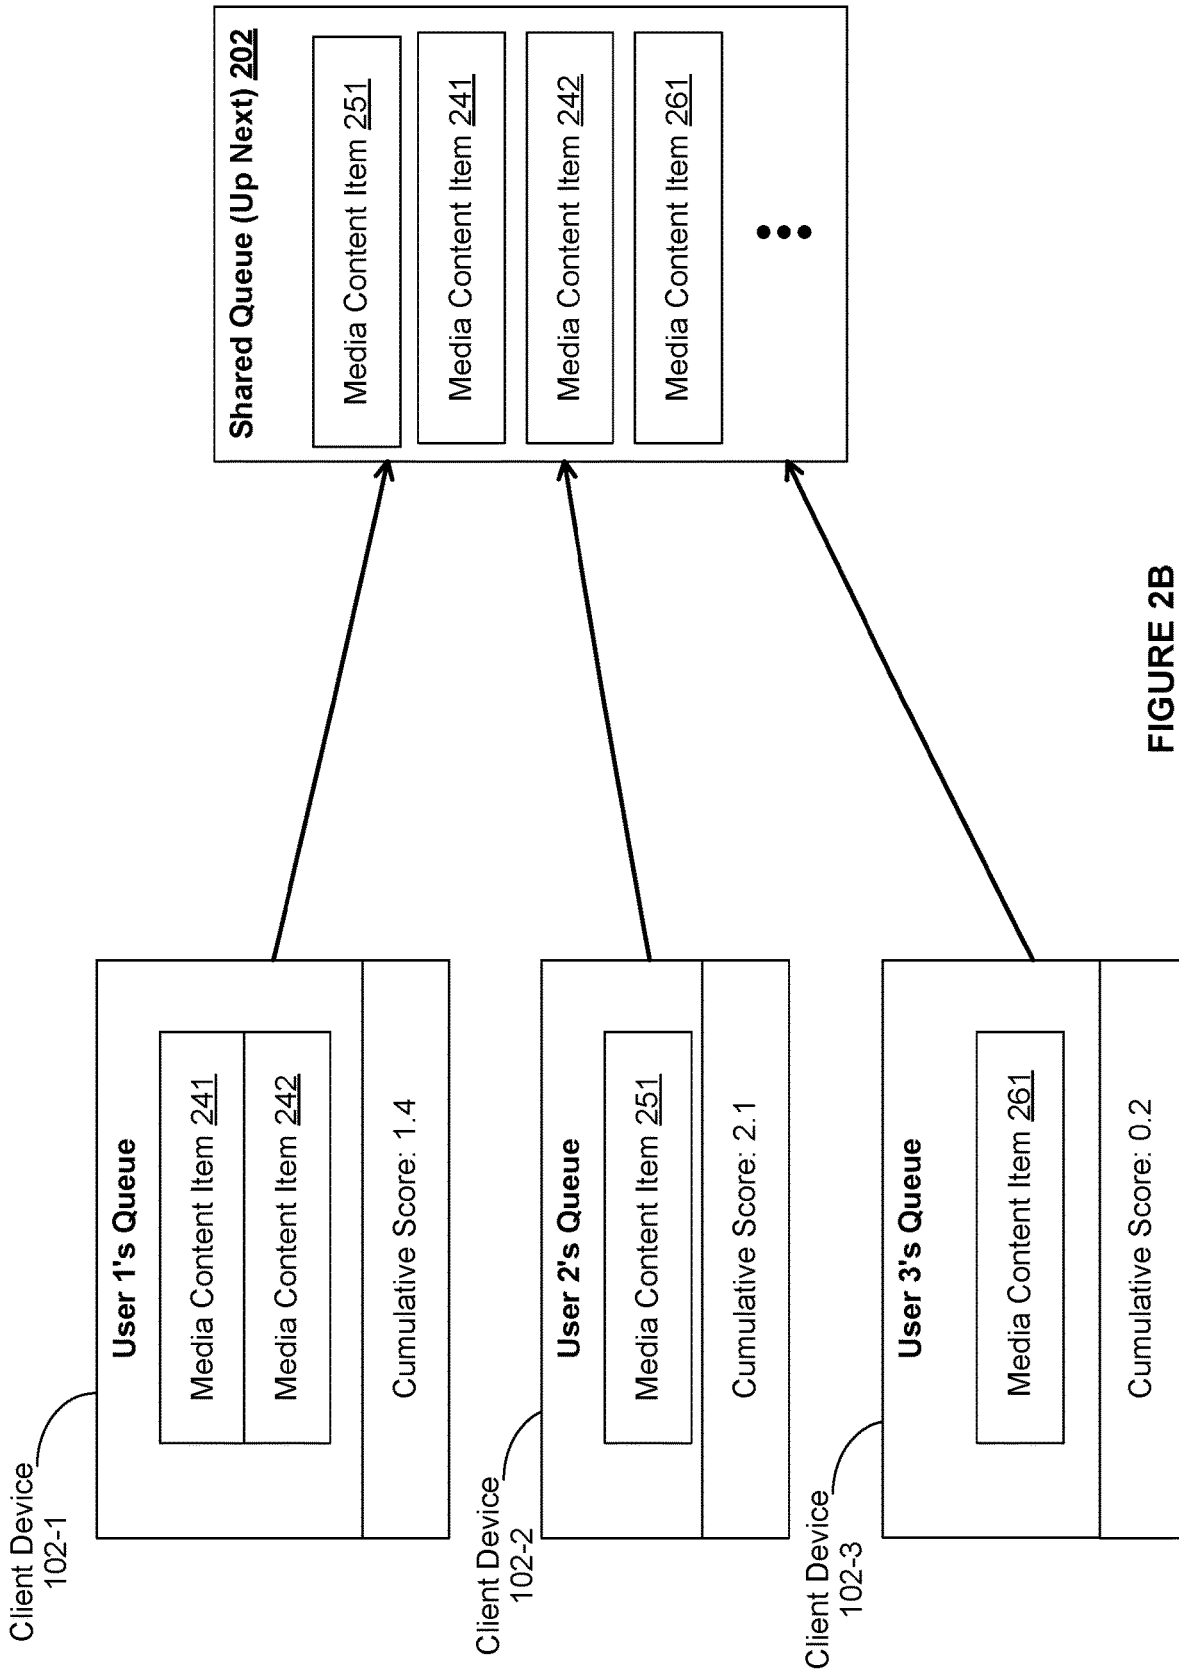 Client Device
102-1
User 1's Queue
Media Content Item 241
Media Content Item 242
Cumulative Score: 1.4
Client Device
102-2
User 2's Queue
Media Content Item 251
Cumulative Score: 2.1
Client Device
102-3
User 3's Queue
Media Content Item 261
Cumulative Score: 0.2
Shared Queue (Up Next) 202
Media Content Item 251
Media Content Item 241
Media Content Item 242
Media Content Item 261
FIGURE 2B